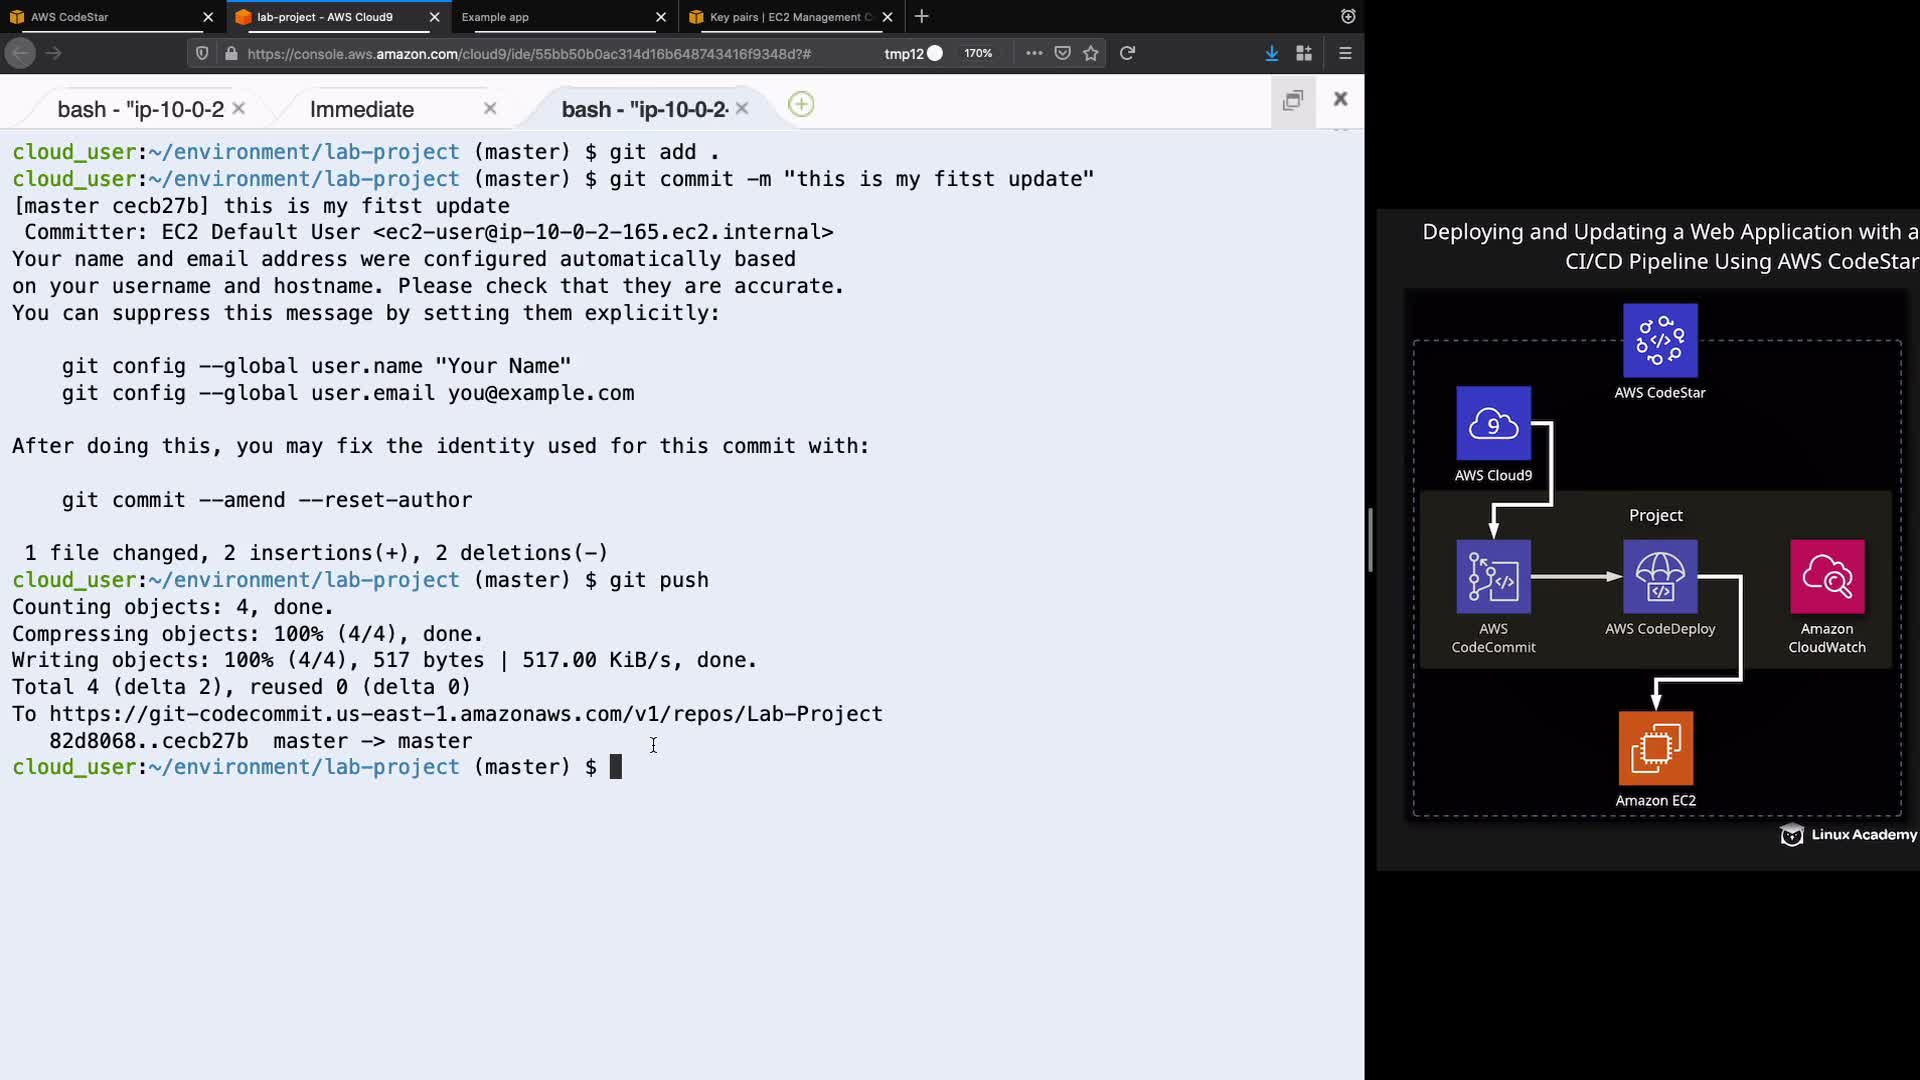 AWS CodeStar
lab-project - AWS Cloud9
Example app
Key pairs | EC2 Management C
https://console.aws.amazon.com/cloud9/ide/55bb50b0ac314d16b648743416f9348d?#
tmp12
170%
bash - "ip-10-0-2
Immediate
bash - "ip-10-0-2-
cloud_user:~/environment/lab-project (master) $ git add .
cloud_user:~/environment/lab-project (master) $ git commit -m "this is my fitst update"
[master cecb27b] this is my fitst update
Committer: EC2 Default User <ec2-user@ip-10-0-2-165.ec2.internal>
Your name and email address were configured automatically based
on your username and hostname. Please check that they are accurate.
You can suppress this message by setting them explicitly:
git config --global user.name "Your Name"
git config --global user.email you@example.com
After doing this, you may fix the identity used for this commit with:
git commit --amend --reset-author
1 file changed, 2 insertions(+), 2 deletions(-)
cloud_user:~/environment/lab-project (master) $ git push
Counting objects: 4, done.
Compressing objects: 100% (4/4), done.
Writing objects: 100% (4/4), 517 bytes | 517.00 KiB/s, done.
Total 4 (delta 2), reused 0 (delta 0)
To https://git-codecommit.us-east-1.amazonaws.com/v1/repos/Lab-Project
82d8068..cecb27b  master -> master
cloud_user:~/environment/lab-project (master) $
Deploying and Updating a Web Application with a
CI/CD Pipeline Using AWS CodeStar
AWS CodeStar
9
AWS Cloud9
Project
AWS
CodeCommit
AWS CodeDeploy
Amazon
CloudWatch
Amazon EC2
Linux Academy